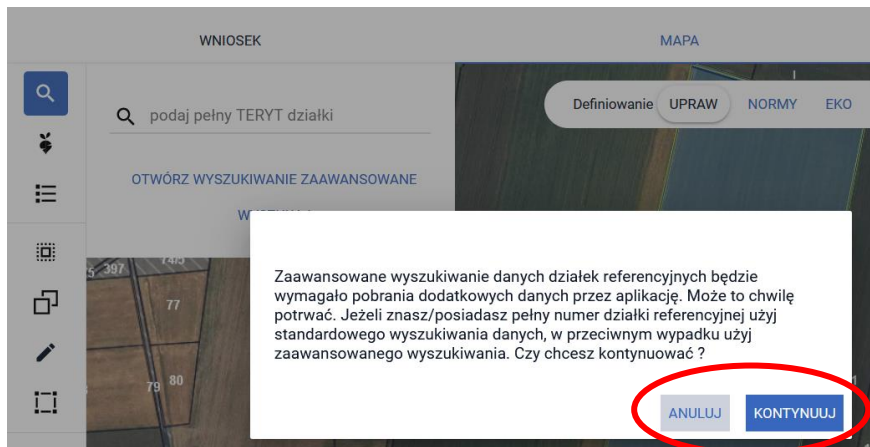 WNIOSEK MAPA
podaj pełny TERYT działki
Definiowanie UPRAW NORMY EKO
OTWÓRZ WYSZUKIWANIE ZAAWANSOWANE
Zaawansowane wyszukiwanie danych działek referencyjnych będzie
wymagało pobrania dodatkowych danych przez aplikację. Może to chwilę
potrwać. Jeżeli znasz/posiadasz pełny numer działki referencyjnej użyj
standardowego wyszukiwania danych, w przeciwnym wypadku użyj
zaawansowanego wyszukiwania. Czy chcesz kontynuować ?
ANULUJ KONTYNUUJ
397
74/5
77
79 80